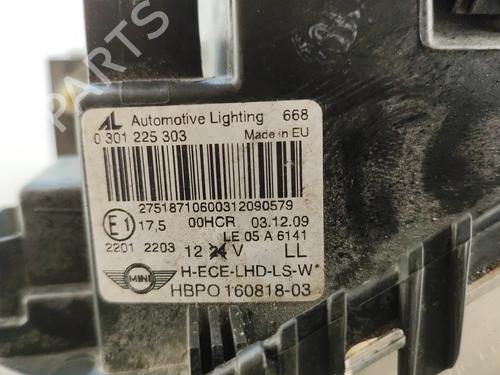 PARTS
AL Automotive Lighting 668
0 301 225 303 Made in EU
27518710600312090579
E1 17,5 00HCR 03.12.09
LE 05 A 6141
2201 2203 12 24 V LL
MINI H-ECE-LHD-LS-W*
HBPO 160818-03